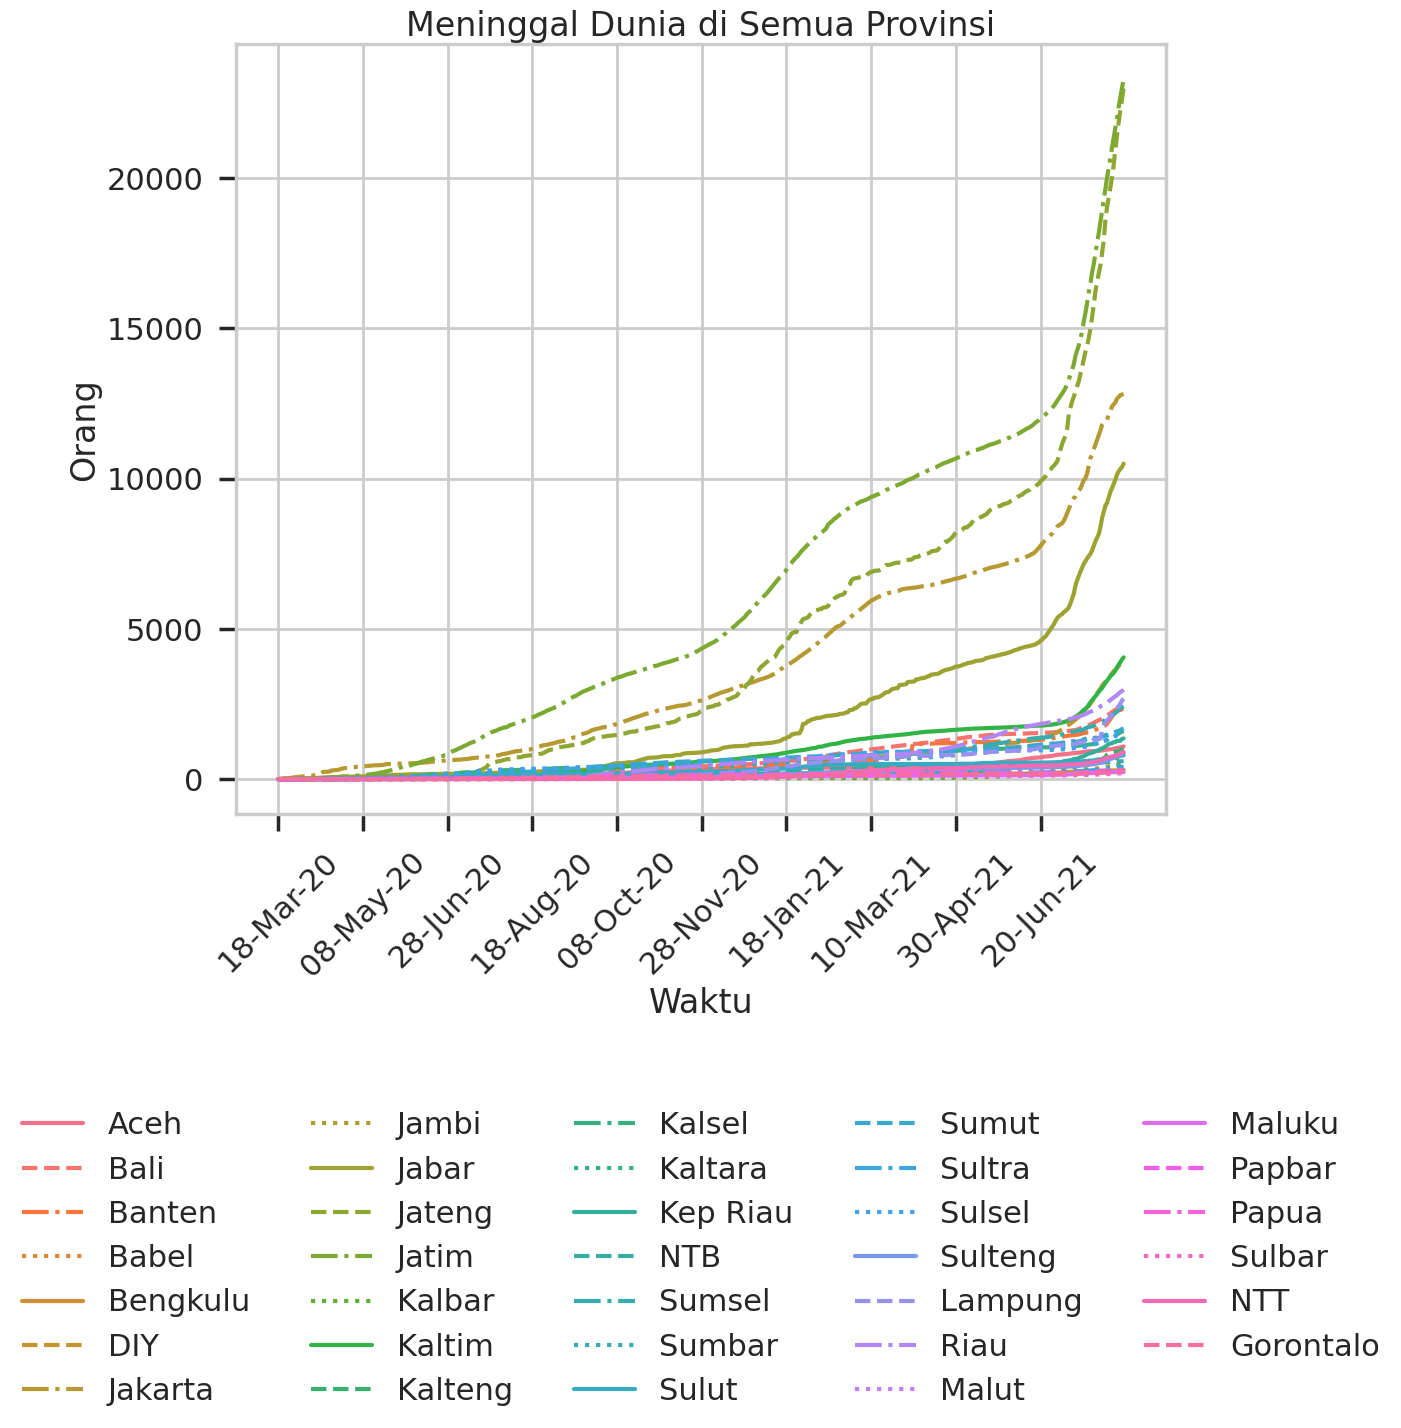 Meninggal Dunia di Semua Provinsi
20000
15000
10000
5000
0
Orang
18-Mar-20
08-May-20
28-Jun-20
18-Aug-20
08-Oct-20
28-Nov-20
18-Jan-21
10-Mar-21
30-Apr-21
20-Jun-21
Waktu
Aceh
Bali
Banten
Babel
Bengkulu
DIY
Jakarta
Jambi
Jabar
Jateng
Jatim
Kalbar
Kaltim
Kalteng
Kalsel
Kaltara
Kep Riau
NTB
Sumsel
Sumbar
Sulut
Sumut
Sultra
Sulsel
Sulteng
Lampung
Riau
Malut
Maluku
Papbar
Papua
Sulbar
NTT
Gorontalo